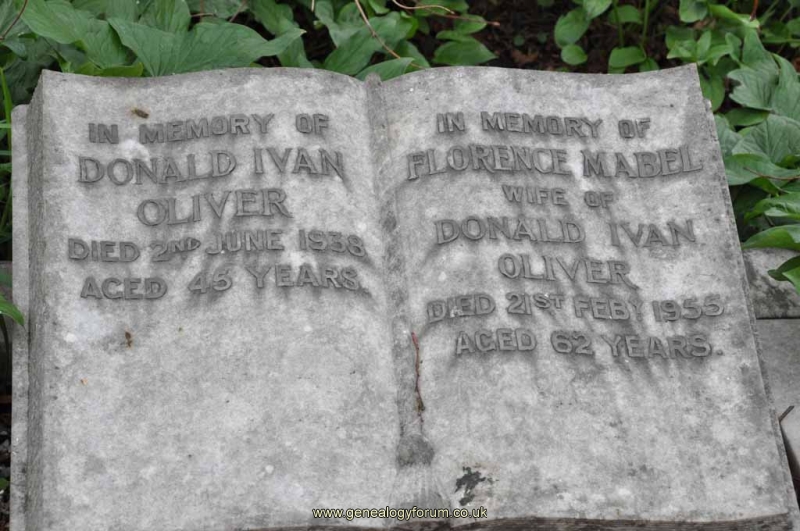 IN MEMORY OF
DONALD IVAN
OLIVER
DIED 2ND JUNE 1938
AGED 45 YEARS.
IN MEMORY OF
FLORENCE MABEL
WIFE OF
DONALD IVAN
OLIVER
DIED 21ST FEBY 1955
AGED 62 YEARS.
www.genealogyforum.co.uk